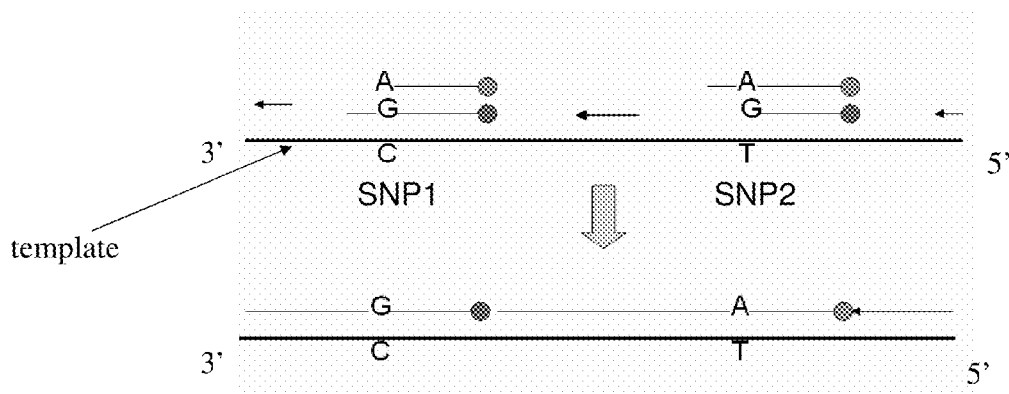 A A
G G
3' C T 5'
SNP1 SNP2
template
G A
3' C T 5'